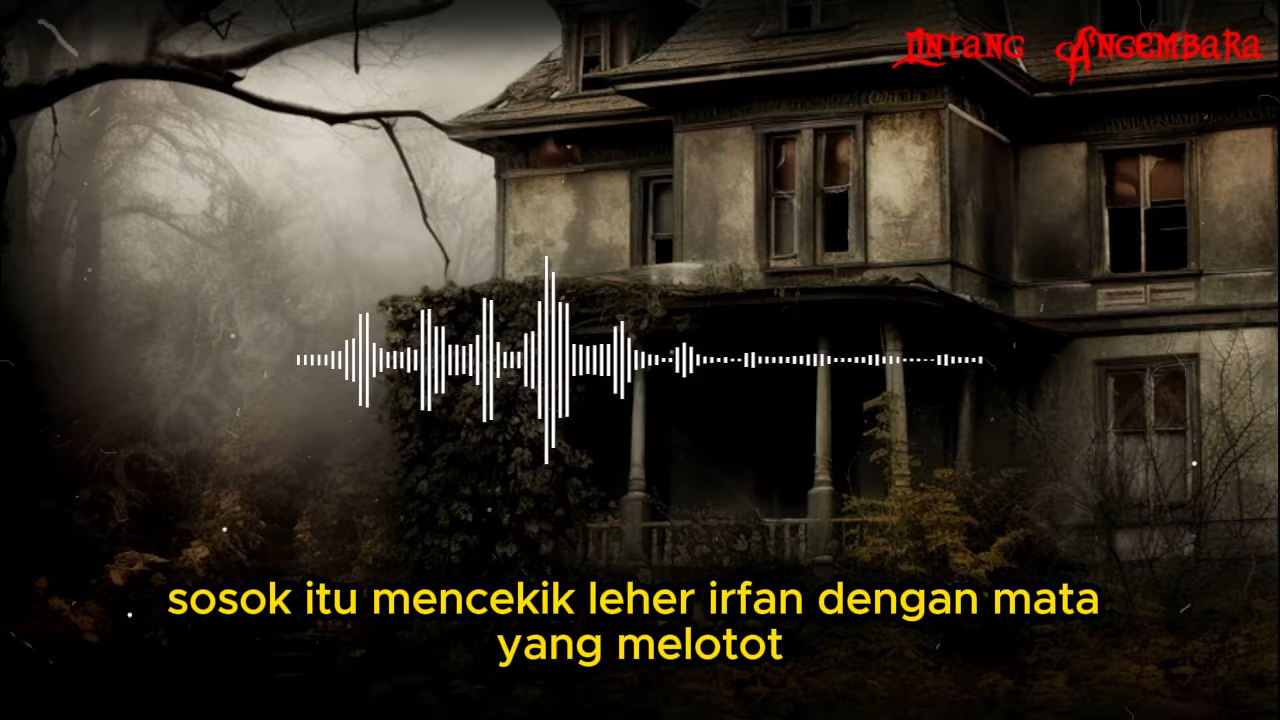 Lintang Angembara
sosok itu mencekik leher irfan dengan mata
yang melotot